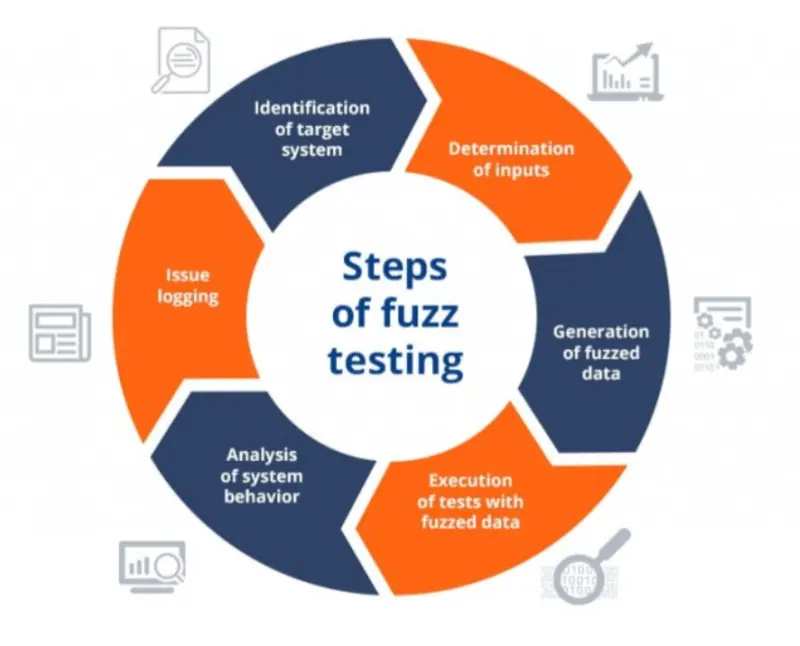 Steps
of fuzz
testing
Identification
of target
system
Determination
of inputs
Generation
of fuzzed
data
Execution
of tests with
fuzzed data
Analysis
of system
behavior
Issue
logging